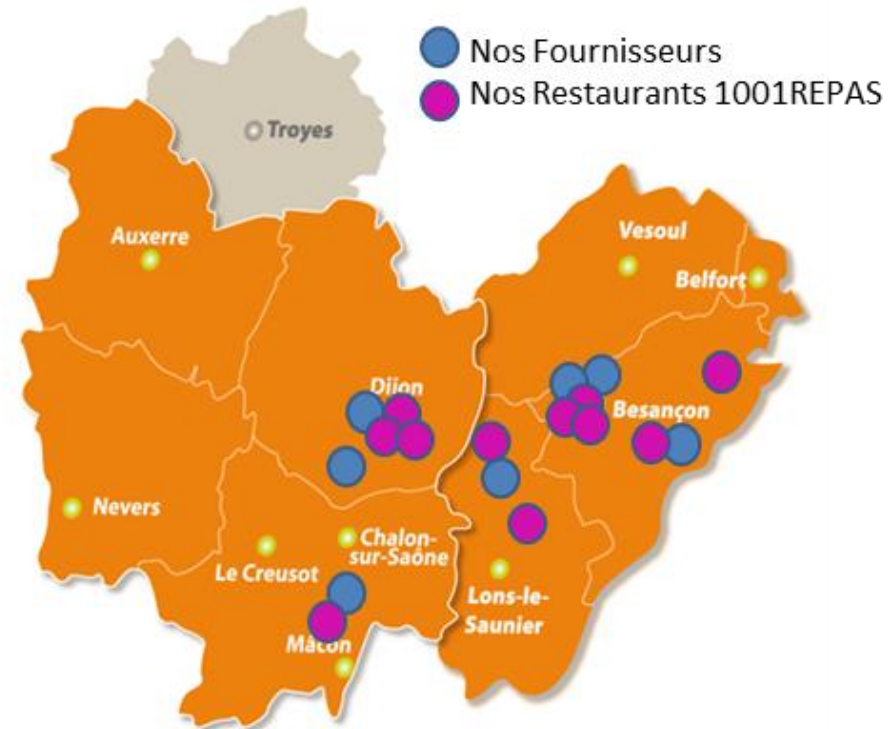 Nos Fournisseurs
Nos Restaurants 1001REPAS
Troyes
Auxerre
Vesoul
Belfort
Dijon
Besançon
Nevers
Chalon-
sur-Saône
Le Creusot
Lons-le-
Saunier
Mâcon